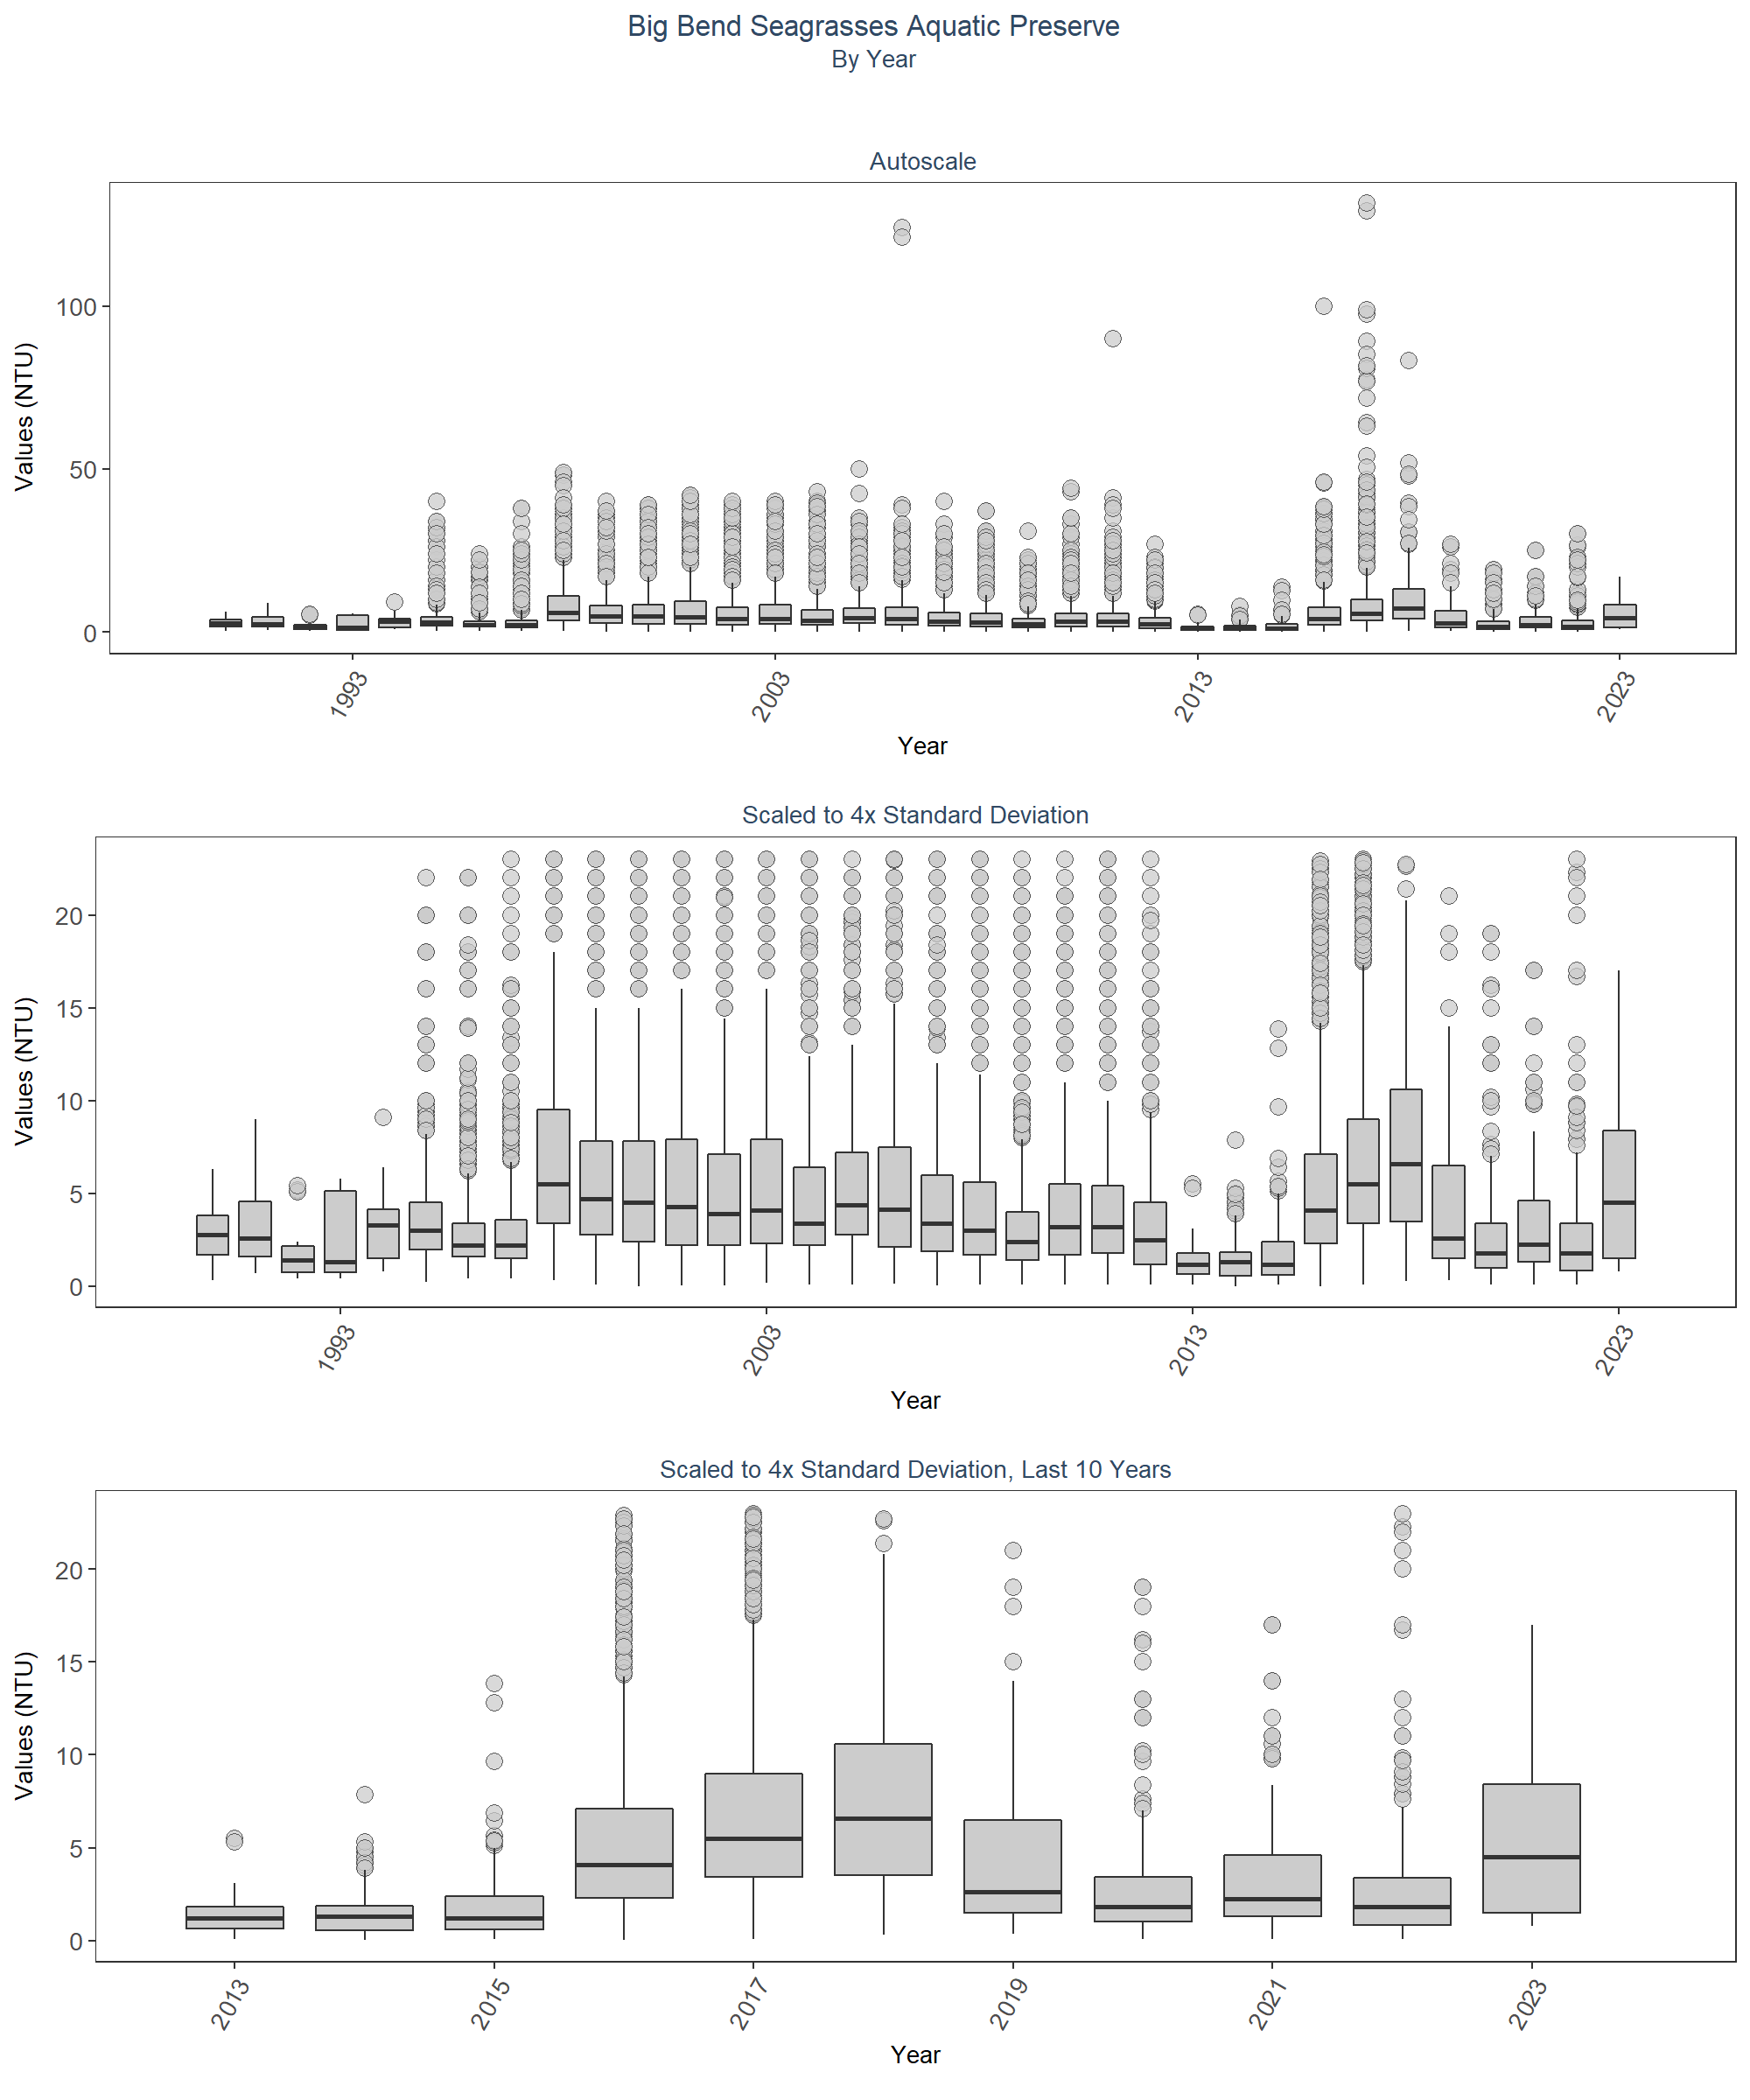 Big Bend Seagrasses Aquatic Preserve
By Year
Autoscale
Values (NTU)
100
50
0
1993
2003
2013
2023
Year
Scaled to 4x Standard Deviation
Values (NTU)
20
15
10
5
0
1993
2003
2013
2023
Year
Scaled to 4x Standard Deviation, Last 10 Years
Values (NTU)
20
15
10
5
0
2013
2015
2017
2019
2021
2023
Year